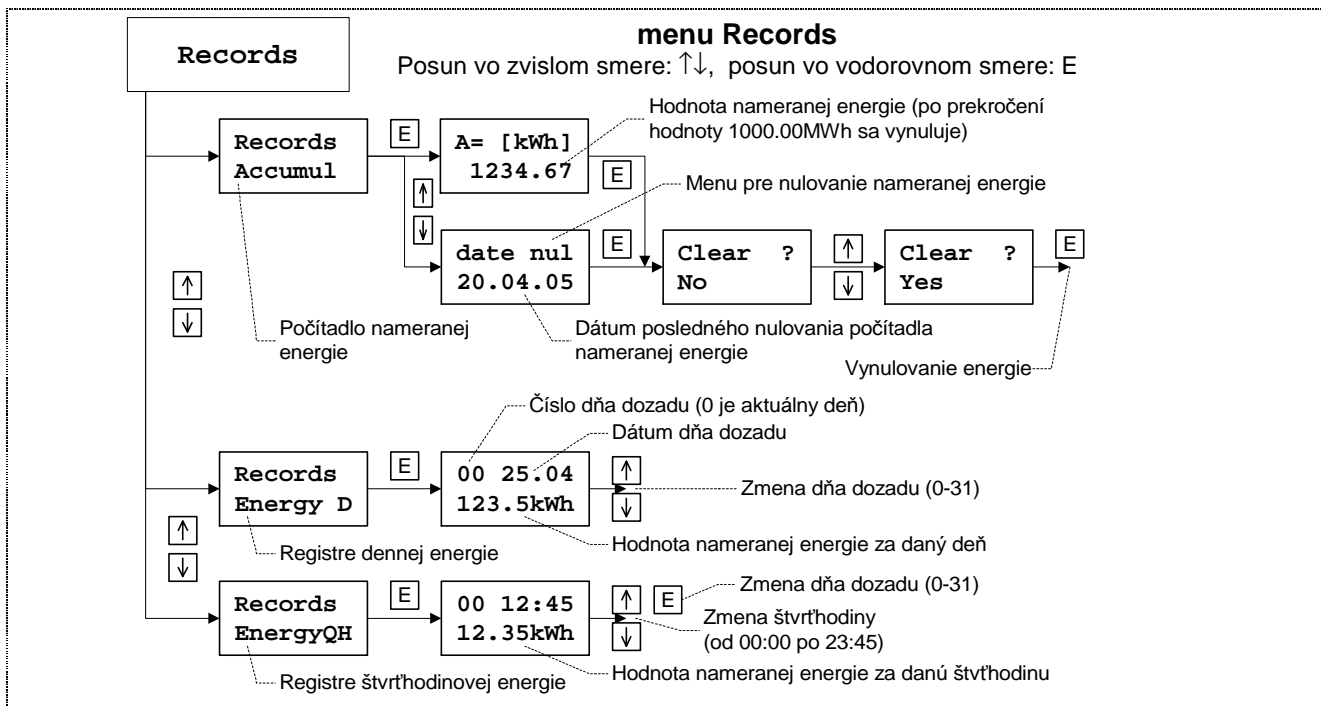 Records
menu Records
Posun vo zvislom smere: ↑↓, posun vo vodorovnom smere: E
Hodnota nameranej energie (po prekročení
hodnoty 1000.00MWh sa vynuluje)
Records
Accumul
E
A= [kWh]
1234.67
E
Menu pre nulovanie nameranej energie
↑
↓
date nul
20.04.05
E
Clear ?
No
↑
↓
Clear ?
Yes
E
↑
↓
Počítadlo nameranej
energie
Dátum posledného nulovania počítadla
nameranej energie
Vynulovanie energie
Číslo dňa dozadu (0 je aktuálny deň)
Dátum dňa dozadu
Records
Energy D
E
00 25.04
123.5kWh
↑
↓
Zmena dňa dozadu (0-31)
↑
↓
Registre dennej energie
Hodnota nameranej energie za daný deň
Records
EnergyQH
E
00 12:45
12.35kWh
↑
↓
E
Zmena dňa dozadu (0-31)
Zmena štvrťhodiny
(od 00:00 po 23:45)
Registre štvrťhodinovej energie
Hodnota nameranej energie za danú štvťhodinu